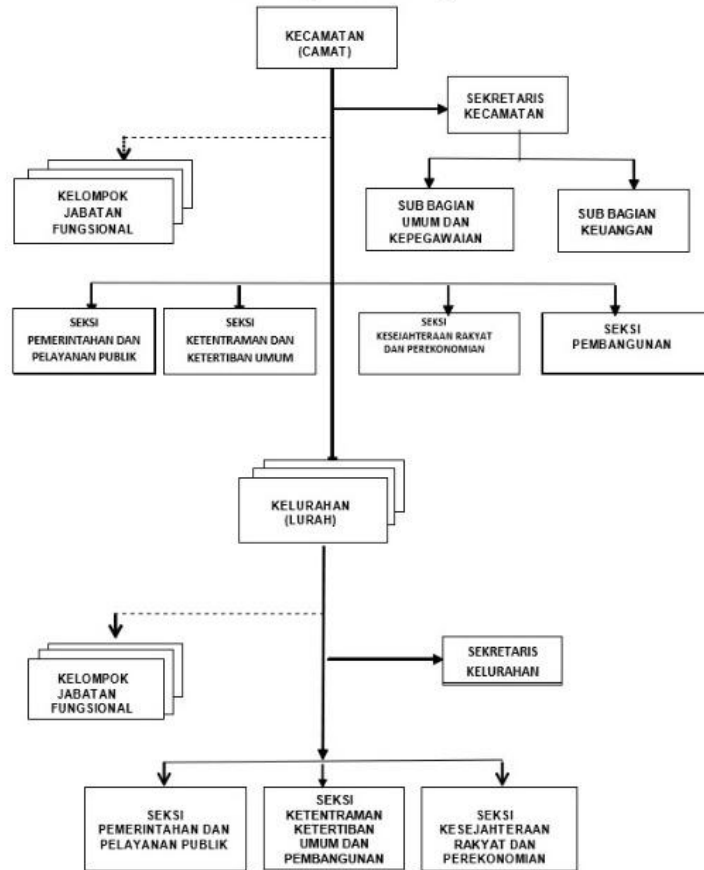 KECAMATAN
(CAMAT)
SEKRETARIS
KECAMATAN
KELOMPOK
JABATAN
FUNGSIONAL
SUB BAGIAN
UMUM DAN
KEPEGAWAIAN
SUB BAGIAN
KEUANGAN
SEKSI
PEMERINTAHAN DAN
PELAYANAN PUBLIK
SEKSI
KETENTRAMAN DAN
KETERTIBAN UMUM
SEKSI
KESEJAHTERAAN RAKYAT
DAN PEREKONOMIAN
SEKSI
PEMBANGUNAN
KELURAHAN
(LURAH)
KELOMPOK
JABATAN
FUNGSIONAL
SEKRETARIS
KELURAHAN
SEKSI
PEMERINTAHAN DAN
PELAYANAN PUBLIK
SEKSI
KETENTRAMAN
KETERTIBAN
UMUM DAN
PEMBANGUNAN
SEKSI
KESEJAHTERAAN
RAKYAT DAN
PEREKONOMIAN